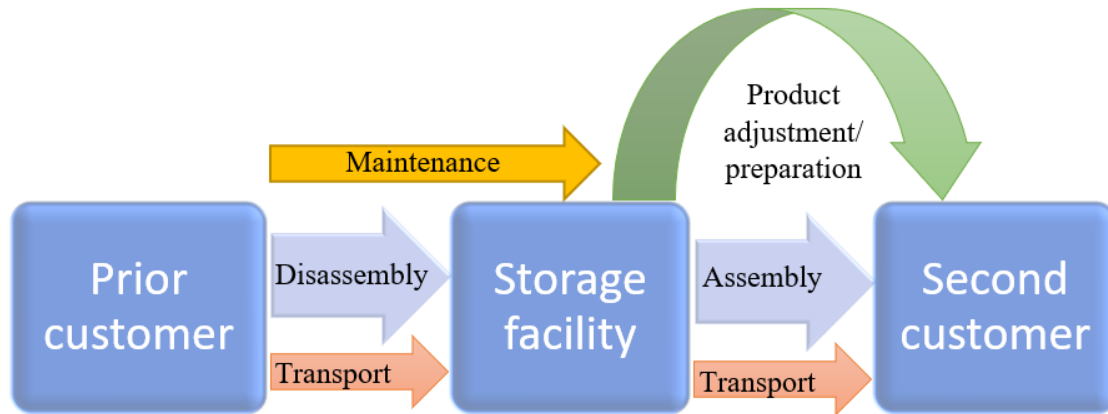 Product
adjustment/
preparation
Maintenance
Prior
customer
Disassembly
Transport
Storage
facility
Assembly
Transport
Second
customer